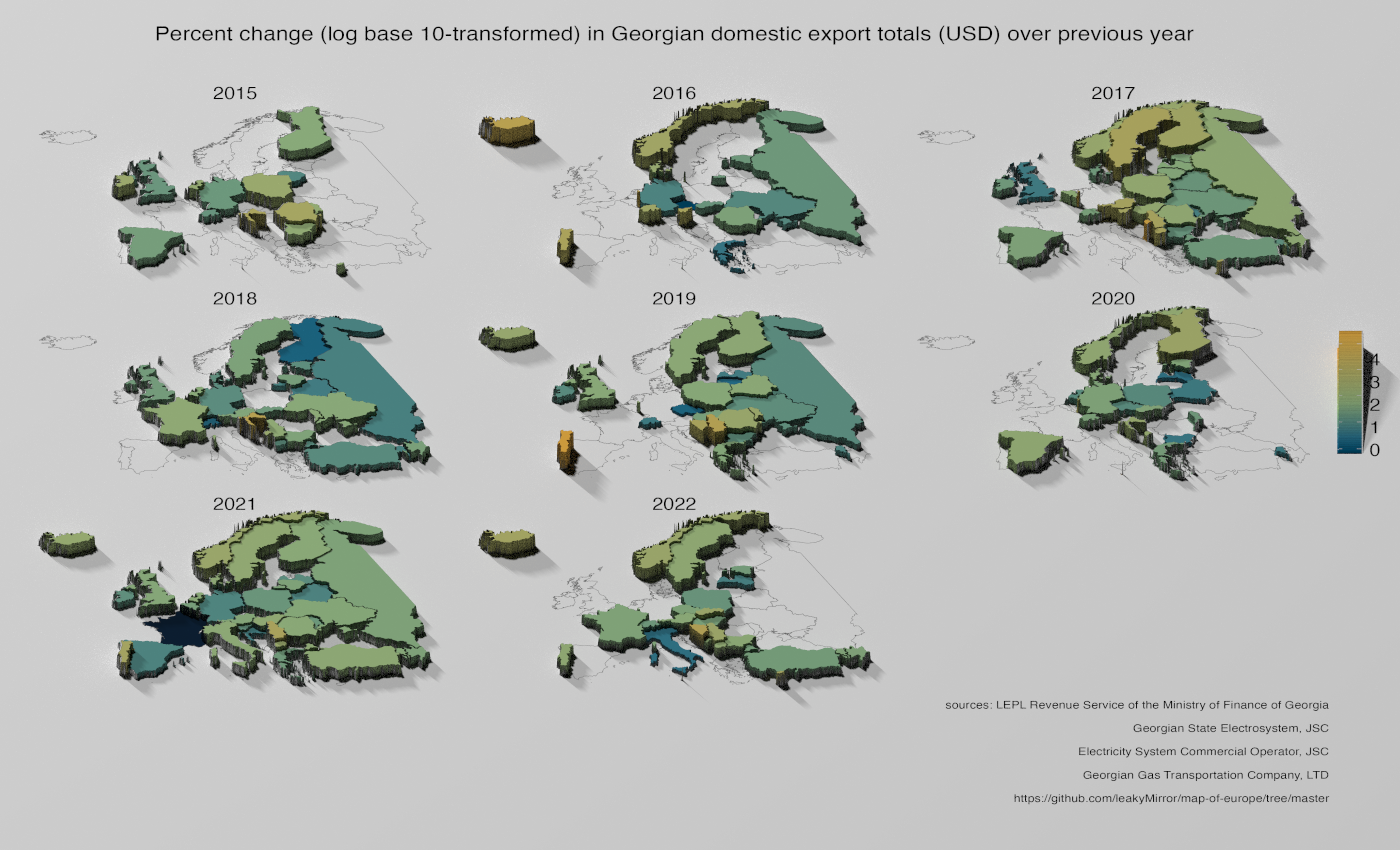 Percent change (log base 10-transformed) in Georgian domestic export totals (USD) over previous year
2015
2016
2017
2018
2019
2020
4
3
2
1
0
2021
2022
sources: LEPL Revenue Service of the Ministry of Finance of Georgia
Georgian State Electrosystem, JSC
Electricity System Commercial Operator, JSC
Georgian Gas Transportation Company, LTD
https://github.com/leakyMirror/map-of-europe/tree/master